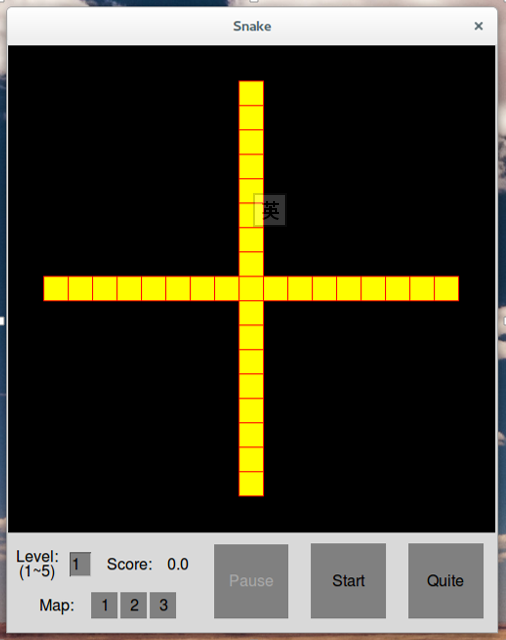 Snake
英
Level: 1 Score: 0.0
(1~5)
Map: 1 2 3
Pause
Start
Quite